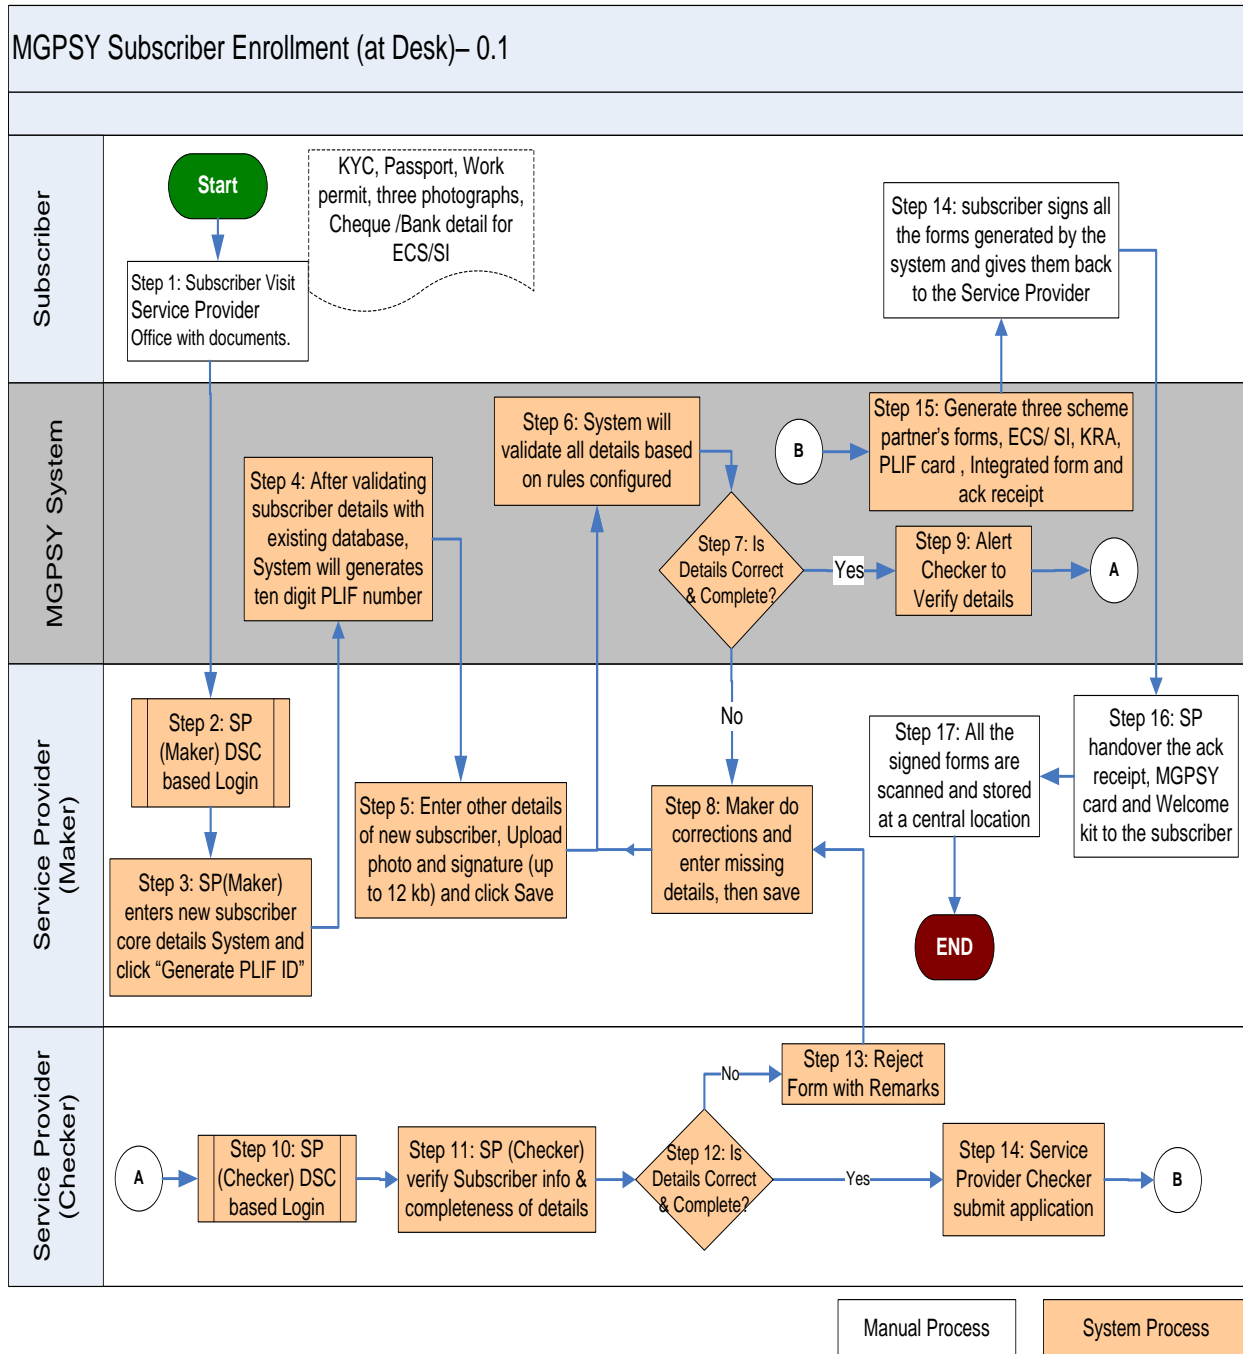 MGPSY Subscriber Enrollment (at Desk)– 0.1
Subscriber
Start
KYC, Passport, Work
permit, three photographs,
Cheque /Bank detail for
ECS/SI
Step 1: Subscriber Visit
Service Provider
Office with documents.
Step 14: subscriber signs all
the forms generated by the
system and gives them back
to the Service Provider
MGPSY System
Step 4: After validating
subscriber details with
existing database,
System will generates
ten digit PLIF number
Step 6: System will
validate all details based
on rules configured
Step 7: Is
Details Correct
& Complete?
Yes
No
B
Step 15: Generate three scheme
partner’s forms, ECS/ SI, KRA,
PLIF card , Integrated form and
ack receipt
Step 9: Alert
Checker to
Verify details
A
Service Provider
(Maker)
Step 2: SP
(Maker) DSC
based Login
Step 3: SP(Maker)
enters new subscriber
core details System and
click “Generate PLIF ID”
Step 5: Enter other details
of new subscriber, Upload
photo and signature (up
to 12 kb) and click Save
Step 8: Maker do
corrections and
enter missing
details, then save
Step 17: All the
signed forms are
scanned and stored
at a central location
Step 16: SP
handover the ack
receipt, MGPSY
card and Welcome
kit to the subscriber
END
Service Provider
(Checker)
A
Step 10: SP
(Checker) DSC
based Login
Step 11: SP (Checker)
verify Subscriber info &
completeness of details
Step 12: Is
Details Correct
& Complete?
No
Step 13: Reject
Form with Remarks
Yes
Step 14: Service
Provider Checker
submit application
B
Manual Process
System Process